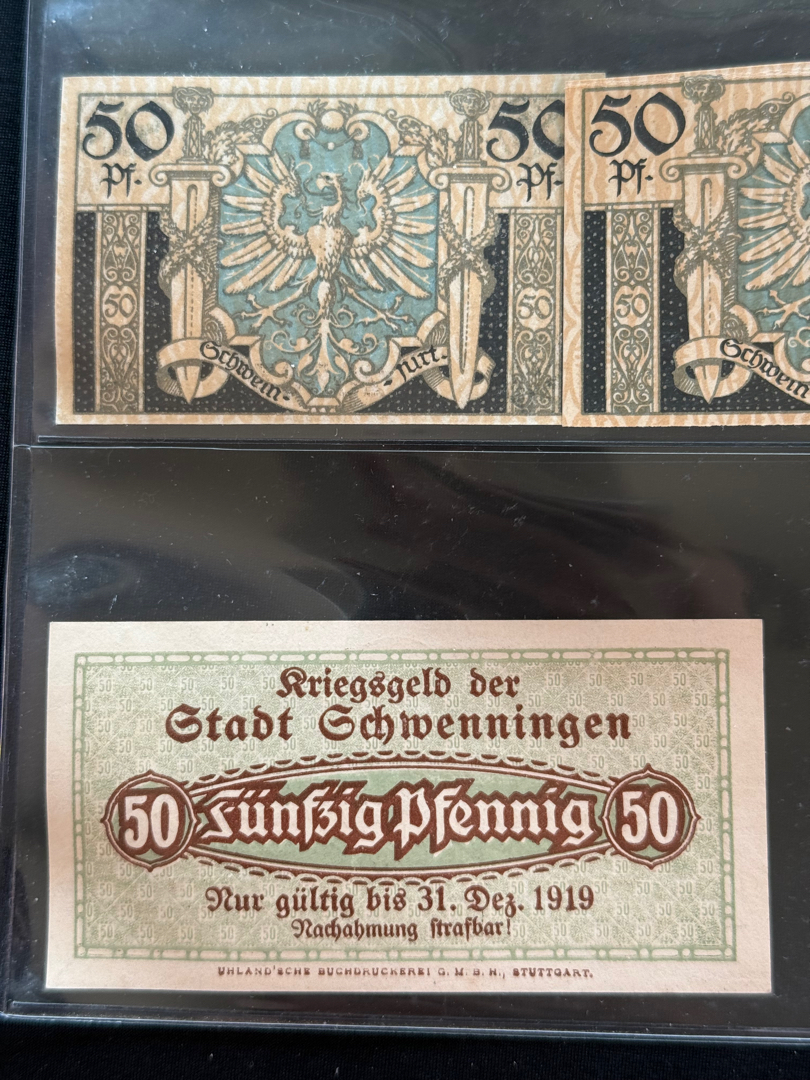 50 Pf.
50 Pf.
50
50
Schwein-
-furt.
50 Pf.
50
Schwein
Kriegsgeld der
Stadt Schwenningen
50 Fünfzig Pfennig 50
Nur gültig bis 31. Dez. 1919
Nachahmung strafbar!
UHLAND'SCHE BUCHDRUCKEREI G. M. B. H., STUTTGART.